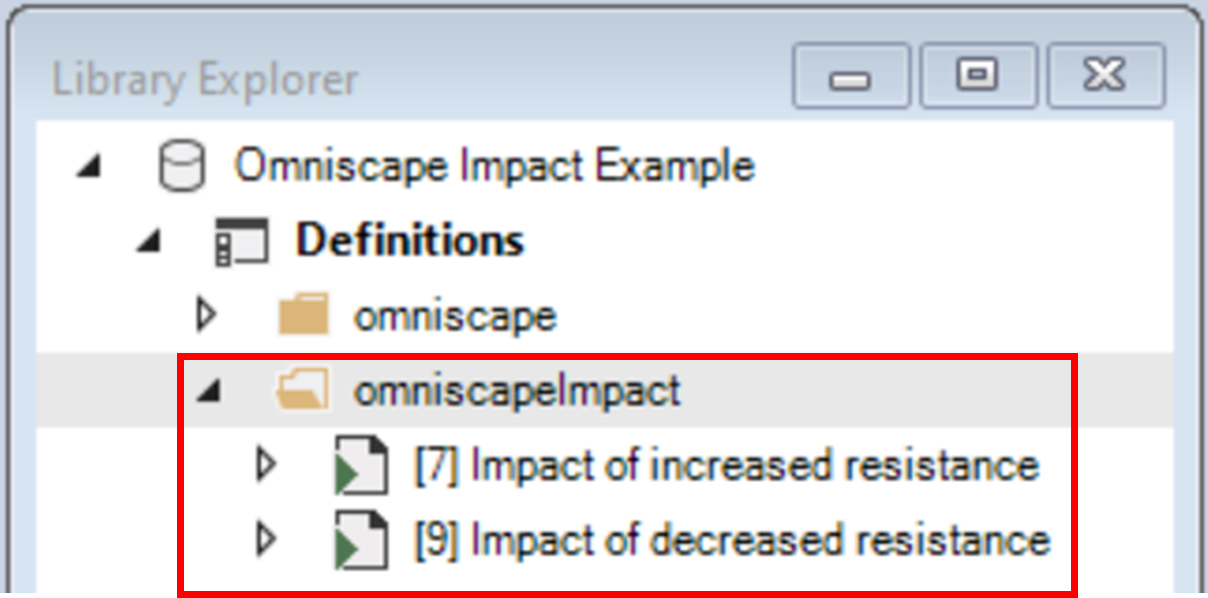 Library Explorer
Omniscape Impact Example
Definitions
omniscape
omniscapeImpact
[7] Impact of increased resistance
[9] Impact of decreased resistance